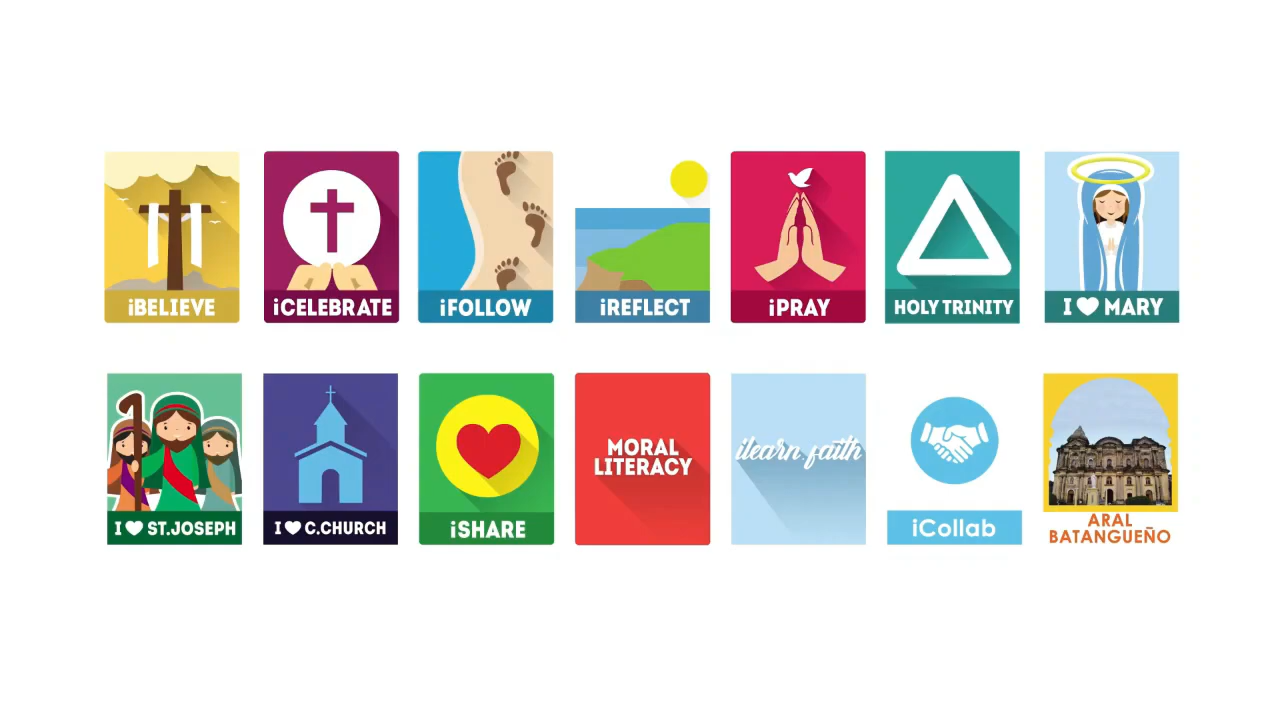 iBELIEVE
iCELEBRATE
iFOLLOW
iREFLECT
iPRAY
HOLY TRINITY
I ♥ MARY
I ♥ ST.JOSEPH
I ♥ C.CHURCH
iSHARE
MORAL
LITERACY
ilearn.faith
iCollab
ARAL
BATANGUEÑO